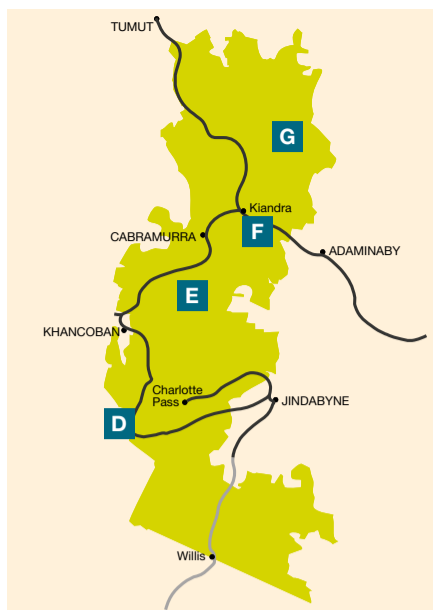 TUMUT
G
Kiandra
F
CABRAMURRA
ADAMINABY
E
KHANCOBAN
Charlotte
Pass
JINDABYNE
D
Willis